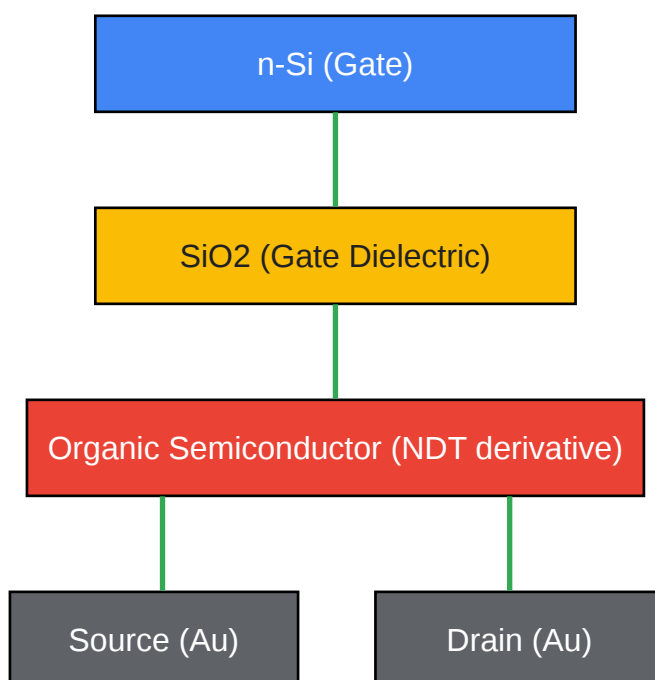 n-Si (Gate)
SiO2 (Gate Dielectric)
Organic Semiconductor (NDT derivative)
Source (Au)
Drain (Au)